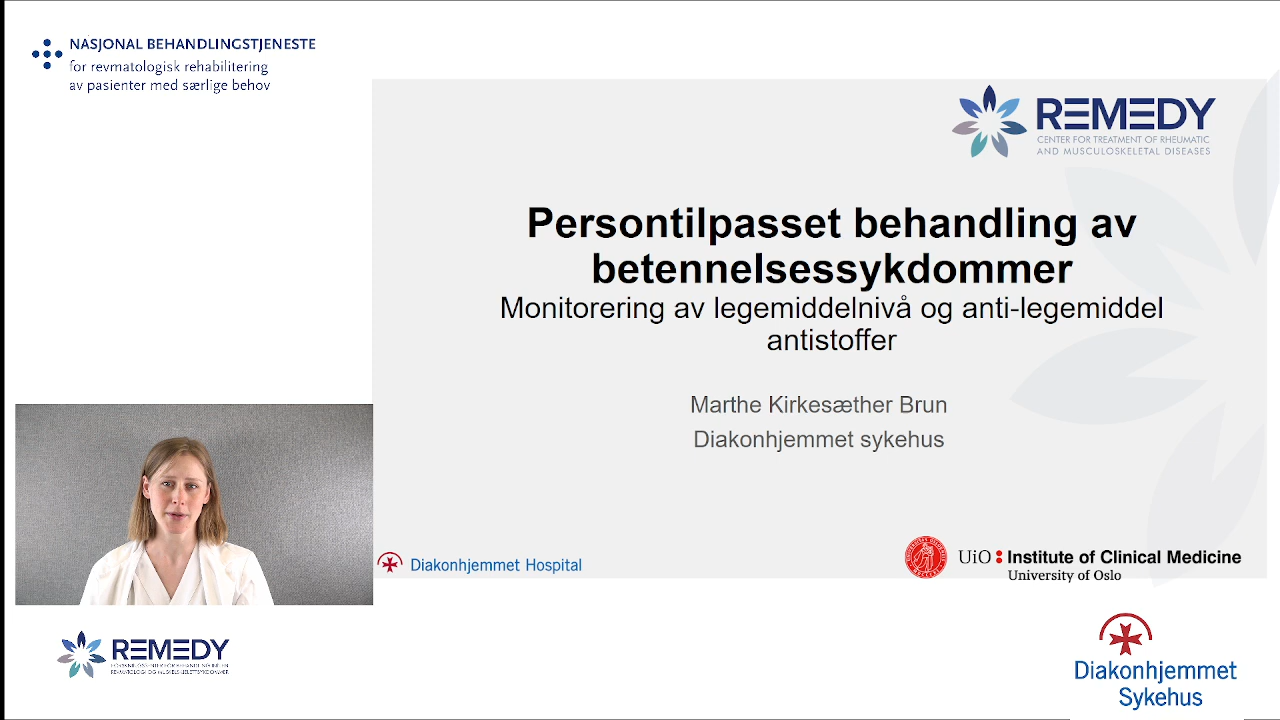 NASJONAL BEHANDLINGSTJENESTE
for revmatologisk rehabilitering
av pasienter med særlige behov
REMEDY
CENTER FOR TREATMENT OF RHEUMATIC
AND MUSCULOSKELETAL DISEASES
Persontilpasset behandling av
betennelsessykdommer
Monitorering av legemiddelnivå og anti-legemiddel
antistoffer
Marthe Kirkesæther Brun
Diakonhjemmet sykehus
Diakonhjemmet Hospital
UiO Institute of Clinical Medicine
University of Oslo
REMEDY
Diakonhjemmet
Sykehus